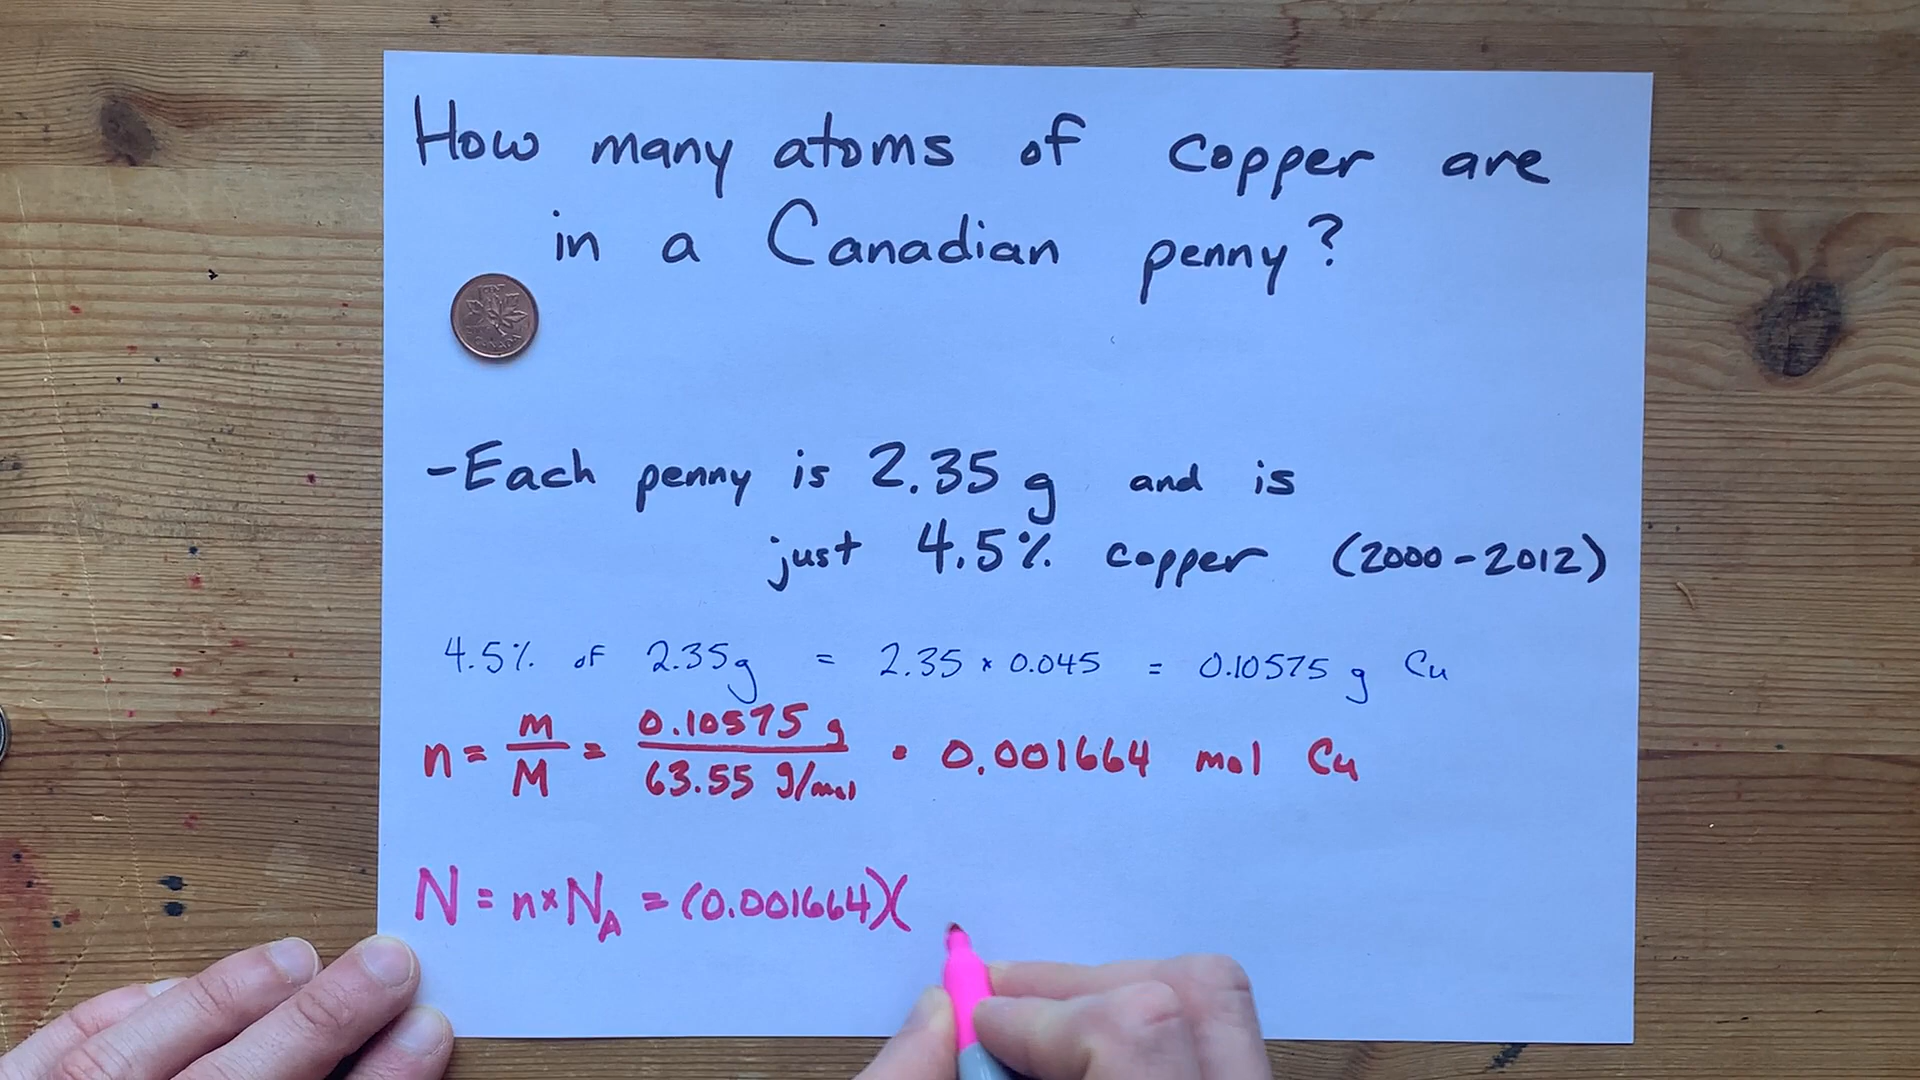 How many atoms of copper are
in a Canadian penny?
CANADA
-Each penny is 2.35 g and is
just 4.5% copper (2000-2012)
4.5% of 2.35g = 2.35 × 0.045 = 0.10575 g Cu
n = m/M = 0.10575 g / 63.55 g/mol = 0.001664 mol Cu
N = n×N_A = (0.001664)(